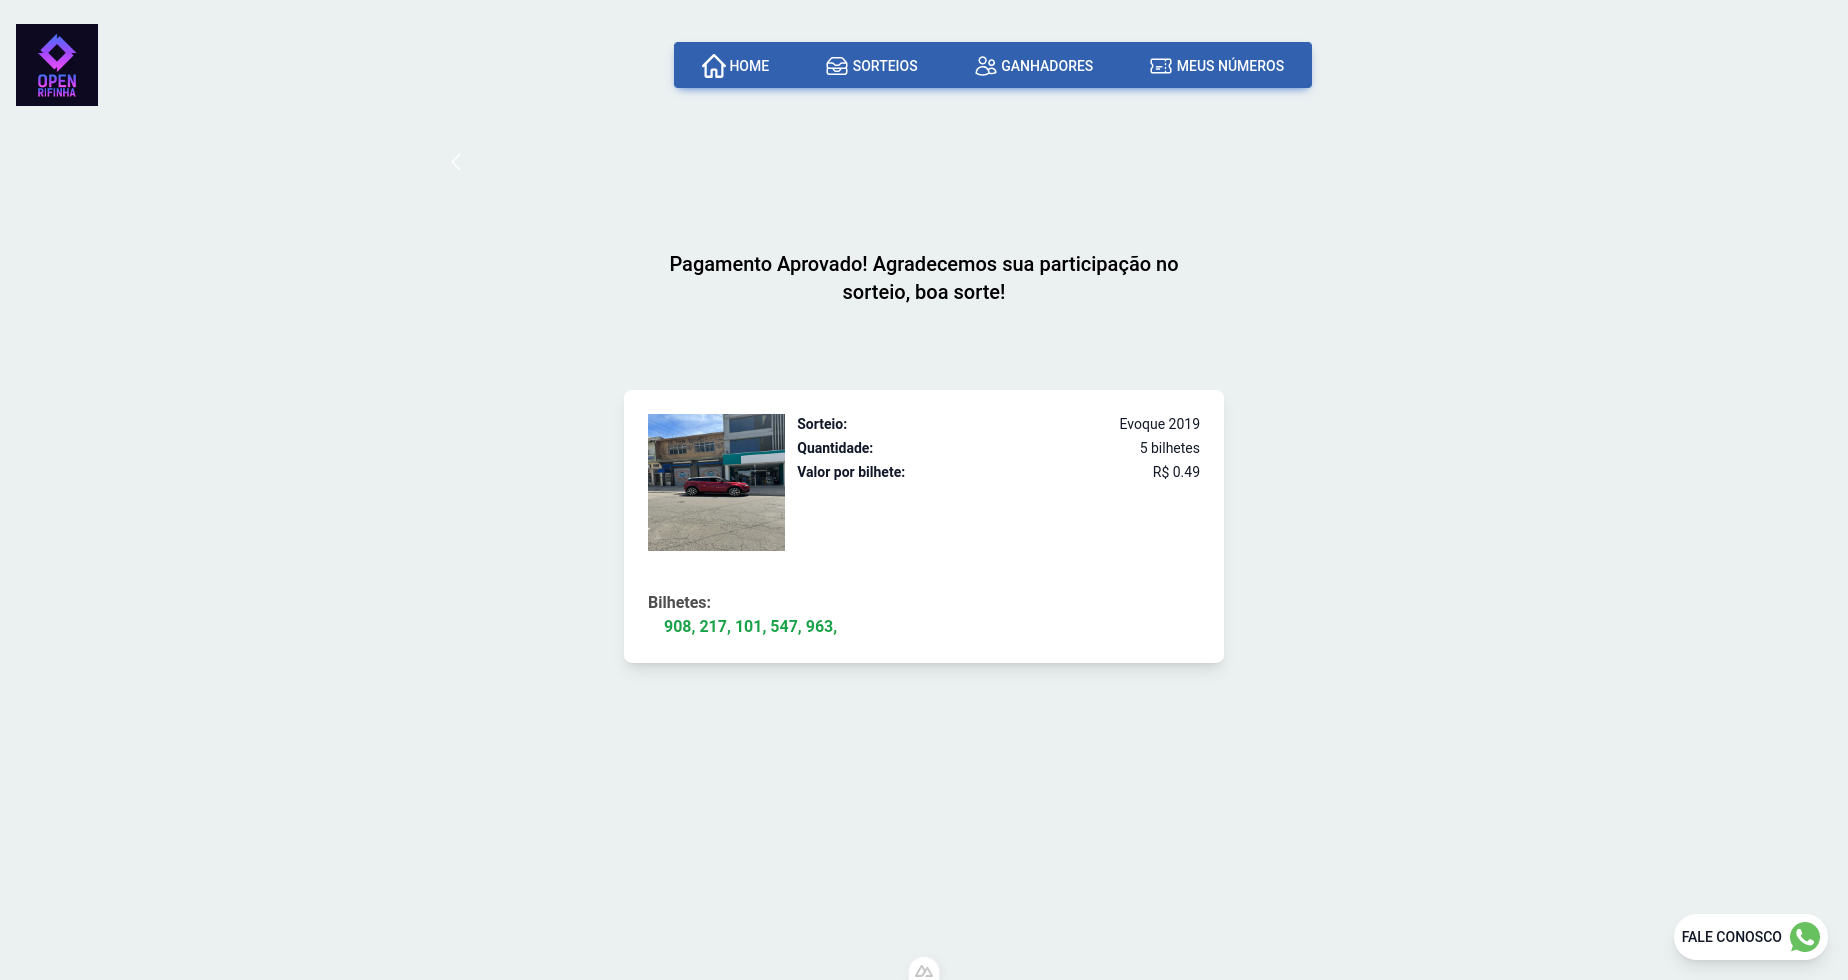 OPEN
RIFINHA
HOME
SORTEIOS
GANHADORES
MEUS NÚMEROS
Pagamento Aprovado! Agradecemos sua participação no
sorteio, boa sorte!
Sorteio: Evoque 2019
Quantidade: 5 bilhetes
Valor por bilhete: R$ 0.49
Bilhetes:
908, 217, 101, 547, 963,
FALE CONOSCO